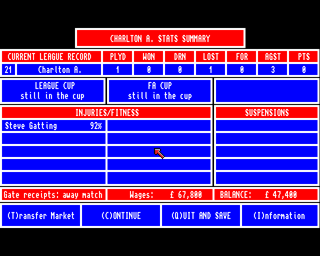 CHARLTON A. STATS SUMMARY
CURRENT LEAGUE RECORD PLYD WON DRN LOST FOR AGST PTS
21 Charlton A. 1 0 0 1 0 3 0
LEAGUE CUP
still in the cup
FA CUP
still in the cup
INJURIES/FITNESS SUSPENSIONS
Steve Gatting 92%
Gate receipts: away match Wages: £ 67,800 BALANCE: £ 47,400
(T)ransfer Market (C)ONTINUE (Q)UIT AND SAVE (I)nformation